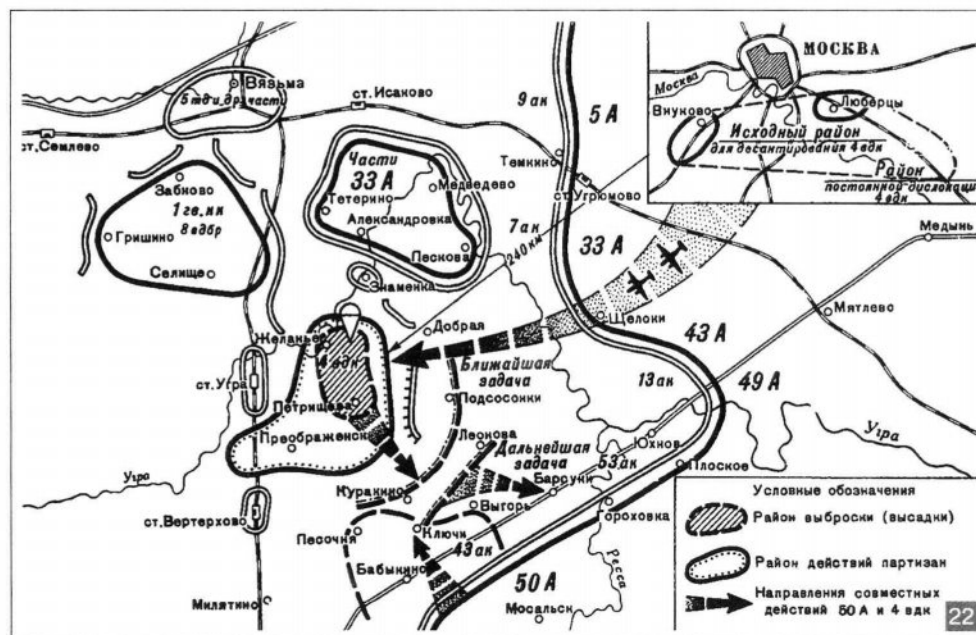 Вязьма
5 тд и др. части
ст. Исаково
ст. Семлево
9 ак
5 А
МОСКВА
Москва
Внуково
Люберцы
Исходный район
для десантирования 4 вдк
Район
постоянной дислокации
4 вдк
Забново
1 гв. кк
8 вдбр
Гришино
Селище
Части
33 А
Медведево
Тетерино
Александровка
Пескова
Знаменка
Темкино
ст. Угрюмово
7 ак
240 км
33 А
Медынь
Мятлево
Щелоки
43 А
49 А
13 ак
Добрая
Желанье
4 вдк
Ближайшая
задача
ст. Угра
Петрищево
Подсосонки
Преображенск
Леонова
Дальнейшая
задача
53 ак
Юхнов
Угра
Плоское
Барсуки
Угра
Куракино
Выгорь
Гороховка
ст. Вертерхово
Песочня
Ключи
43 ак
Бабыкино
50 А
Ресса
Милятино
Мосальск
Условные обозначения
Район выброски (высадки)
Район действий партизан
Направления совместных
действий 50 А и 4 вдк
22